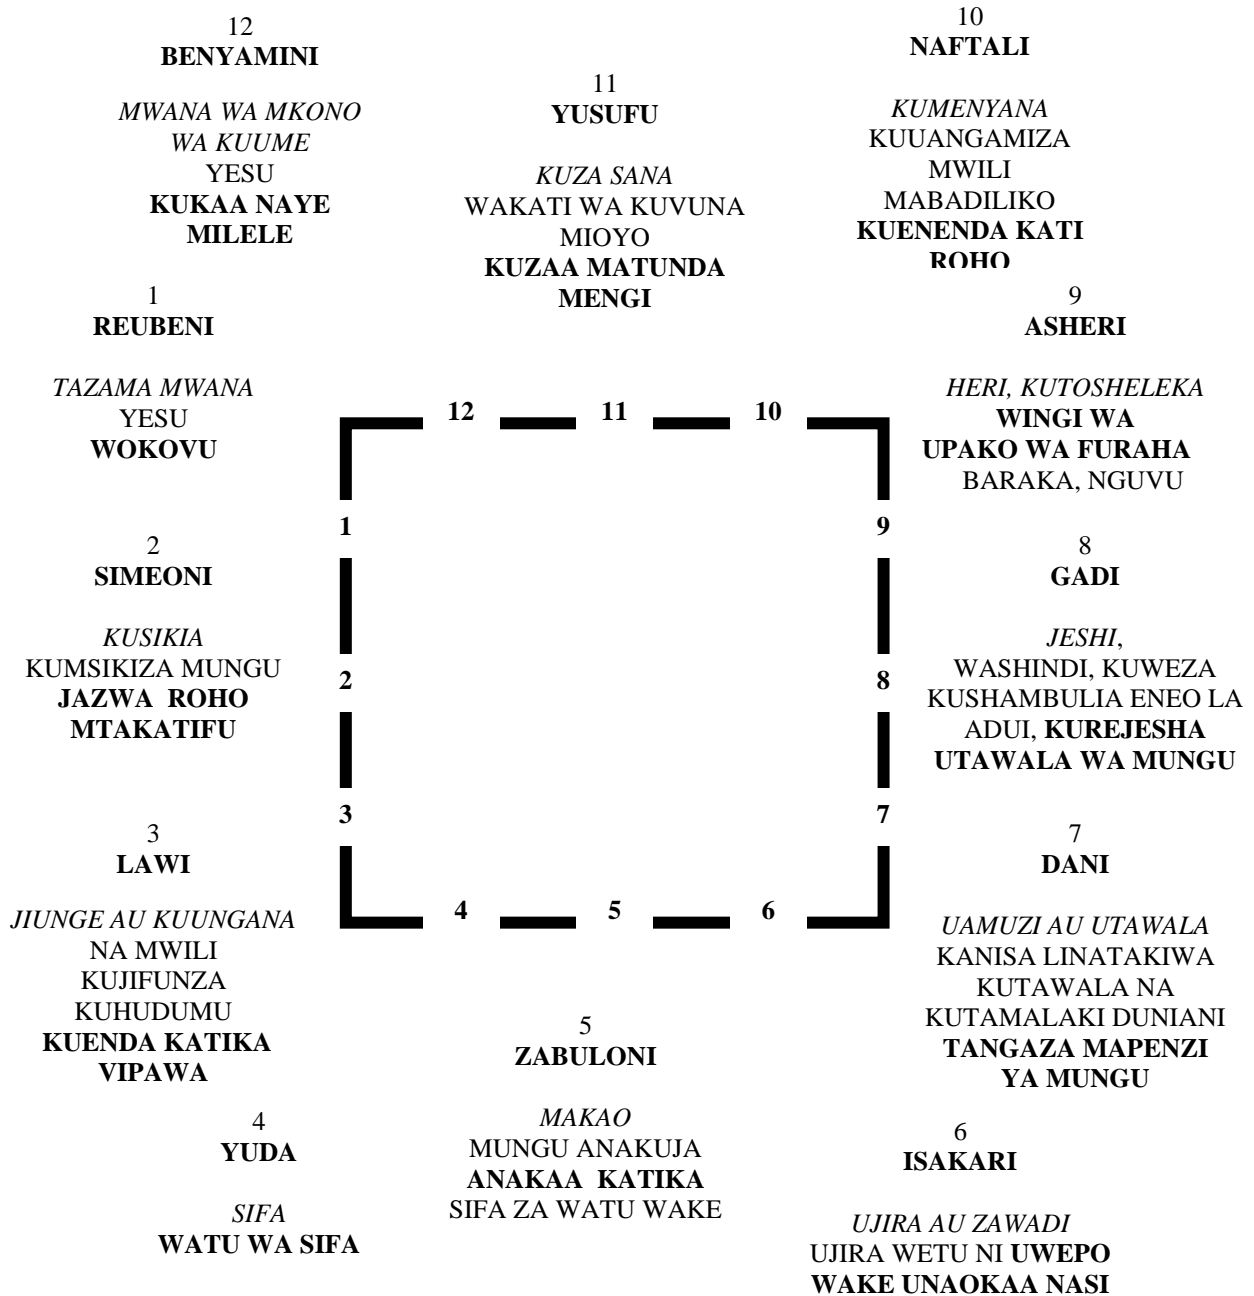 12
BENYAMINI
MWANA WA MKONO
WA KUUME
YESU
KUKAA NAYE
MILELE
11
YUSUFU
KUZA SANA
WAKATI WA KUVUNA
MIOYO
KUZAA MATUNDA
MENGI
10
NAFTALI
KUMENYANA
KUUANGAMIZA
MWILI
MABADILIKO
KUENENDA KATI
ROHO
1
REUBENI
TAZAMA MWANA
YESU
WOKOVU
9
ASHERI
HERI, KUTOSHELEKA
WINGI WA
UPAKO WA FURAHA
BARAKA, NGUVU
12 11 10
1
9
2
SIMEONI
KUSIKIA
KUMSIKIZA MUNGU
JAZWA ROHO
MTAKATIFU
8
GADI
JESHI,
WASHINDI, KUWEZA
KUSHAMBULIA ENEO LA
ADUI, KUREJESHA
UTAWALA WA MUNGU
2
8
3
7
3
LAWI
JIUNGE AU KUUNGANA
NA MWILI
KUJIFUNZA
KUHUDUMU
KUENDA KATIKA
VIPAWA
7
DANI
UAMUZI AU UTAWALA
KANISA LINATAKIWA
KUTAWALA NA
KUTAMALAKI DUNIANI
TANGAZA MAPENZI
YA MUNGU
4 5 6
4
YUDA
SIFA
WATU WA SIFA
5
ZABULONI
MAKAO
MUNGU ANAKUJA
ANAKAA KATIKA
SIFA ZA WATU WAKE
6
ISAKARI
UJIRA AU ZAWADI
UJIRA WETU NI UWEPO
WAKE UNAOKAA NASI